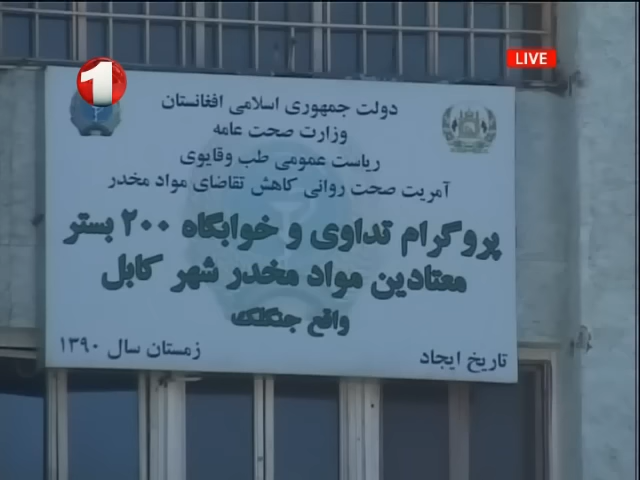 1
LIVE
دولت جمهوری اسلامی افغانستان
وزارت صحت عامه
ریاست عمومی طب وقایوی
آمریت صحت روانی کاهش تقاضای مواد مخدر
پروگرام تداوی و خوابگاه ۲۰۰ بستر
معتادین مواد مخدر شهر کابل
واقع جنگلک
تاریخ ایجاد زمستان سال ۱۳۹۰